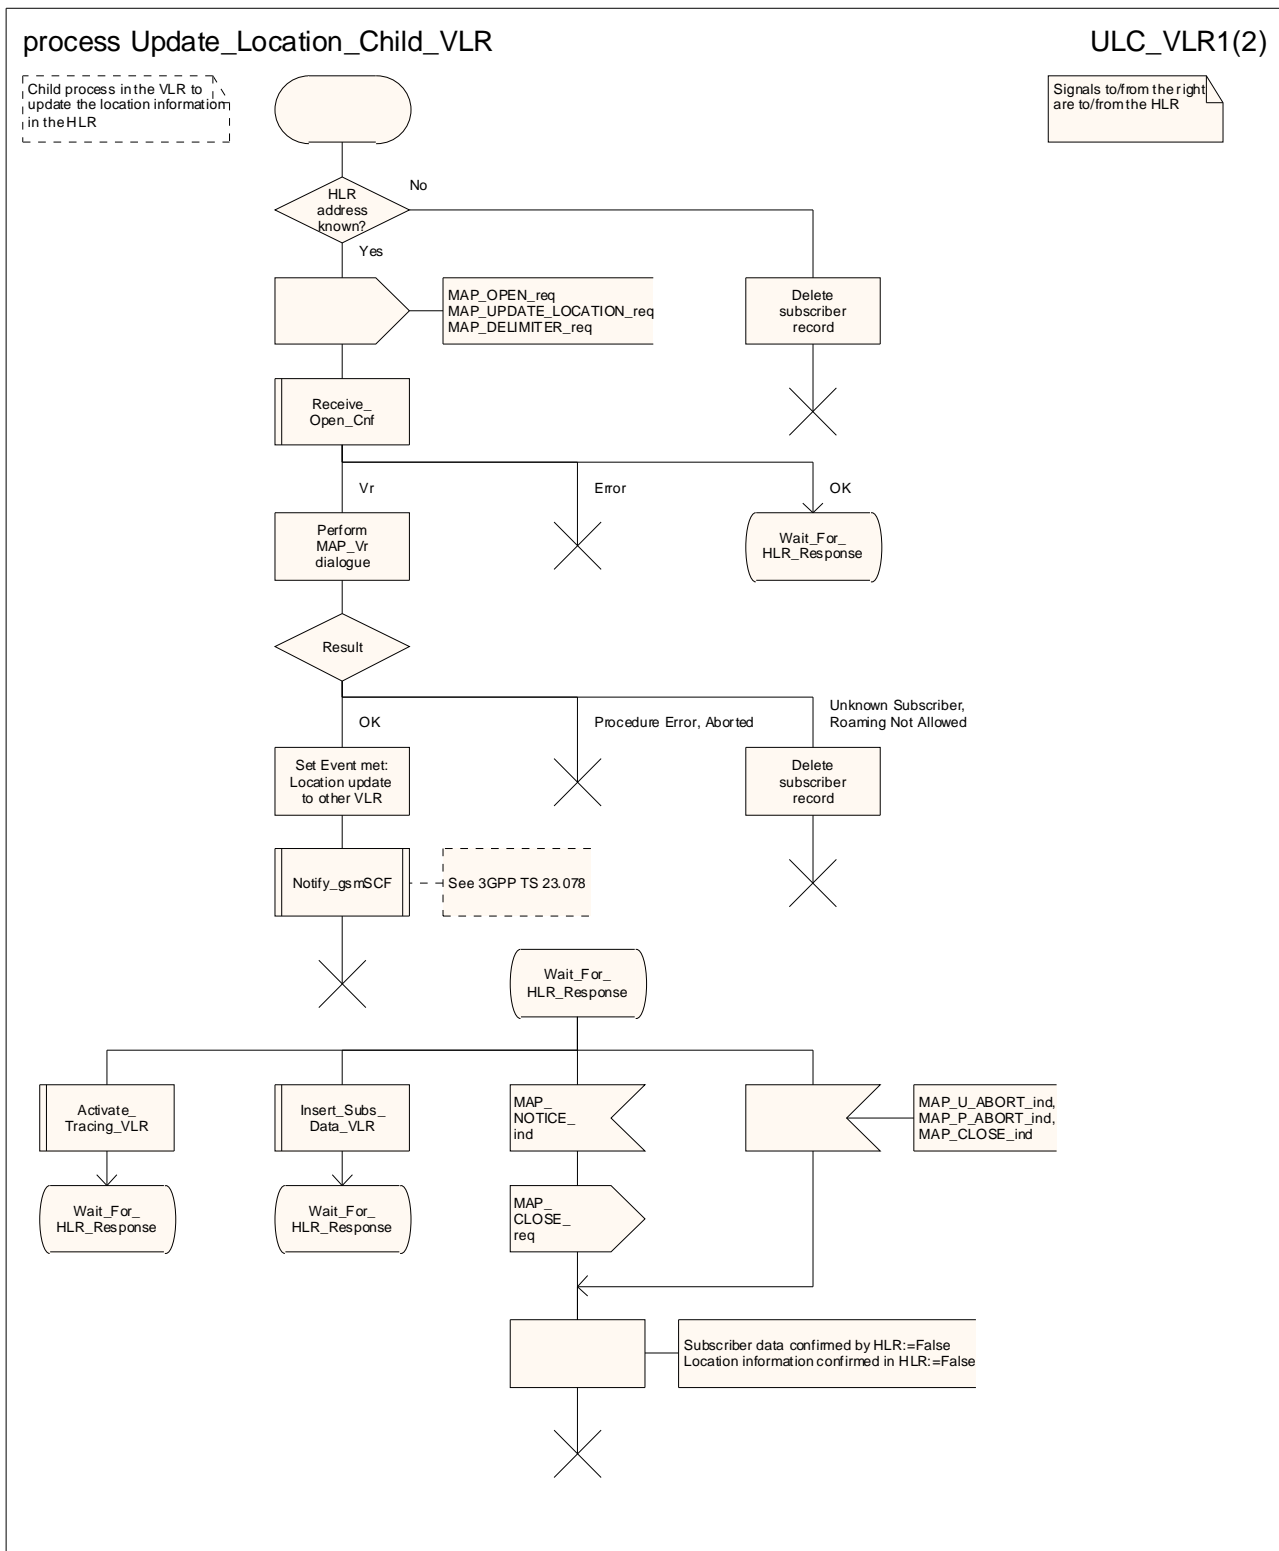 process Update_Location_Child_VLR
ULC_VLR1(2)
Child process in the VLR to
update the location information
in the HLR
Signals to/from the right
are to/from the HLR
HLR
address
known?
No
Yes
MAP_OPEN_req
MAP_UPDATE_LOCATION_req
MAP_DELIMITER_req
Delete
subscriber
record
Receive_
Open_Cnf
Vr
Error
OK
Perform
MAP_Vr
dialogue
Wait_For_
HLR_Response
Result
OK
Procedure Error, Aborted
Unknown Subscriber,
Roaming Not Allowed
Set Event met:
Location update
to other VLR
Delete
subscriber
record
Notify_gsmSCF
See 3GPP TS 23.078
Wait_For_
HLR_Response
Activate_
Tracing_VLR
Insert_Subs_
Data_VLR
MAP_
NOTICE_
ind
MAP_U_ABORT_ind,
MAP_P_ABORT_ind,
MAP_CLOSE_ind
Wait_For_
HLR_Response
Wait_For_
HLR_Response
MAP_
CLOSE_
req
Subscriber data confirmed by HLR:=False
Location information confirmed in HLR:=False